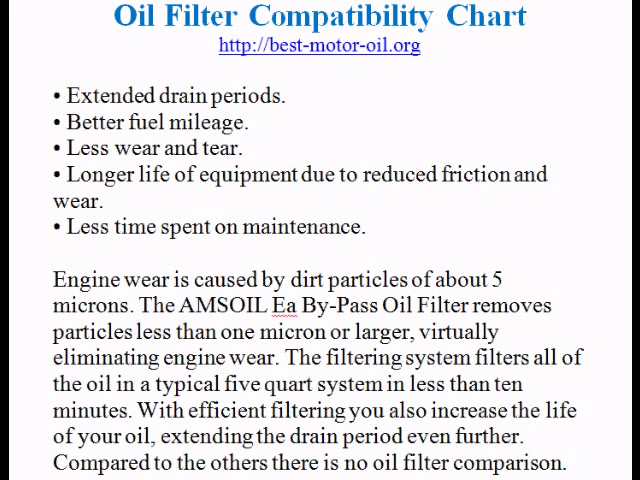 Oil Filter Compatibility Chart
http://best-motor-oil.org
• Extended drain periods.
• Better fuel mileage.
• Less wear and tear.
• Longer life of equipment due to reduced friction and
wear.
• Less time spent on maintenance.
Engine wear is caused by dirt particles of about 5
microns. The AMSOIL Ea By-Pass Oil Filter removes
particles less than one micron or larger, virtually
eliminating engine wear. The filtering system filters all of
the oil in a typical five quart system in less than ten
minutes. With efficient filtering you also increase the life
of your oil, extending the drain period even further.
Compared to the others there is no oil filter comparison.